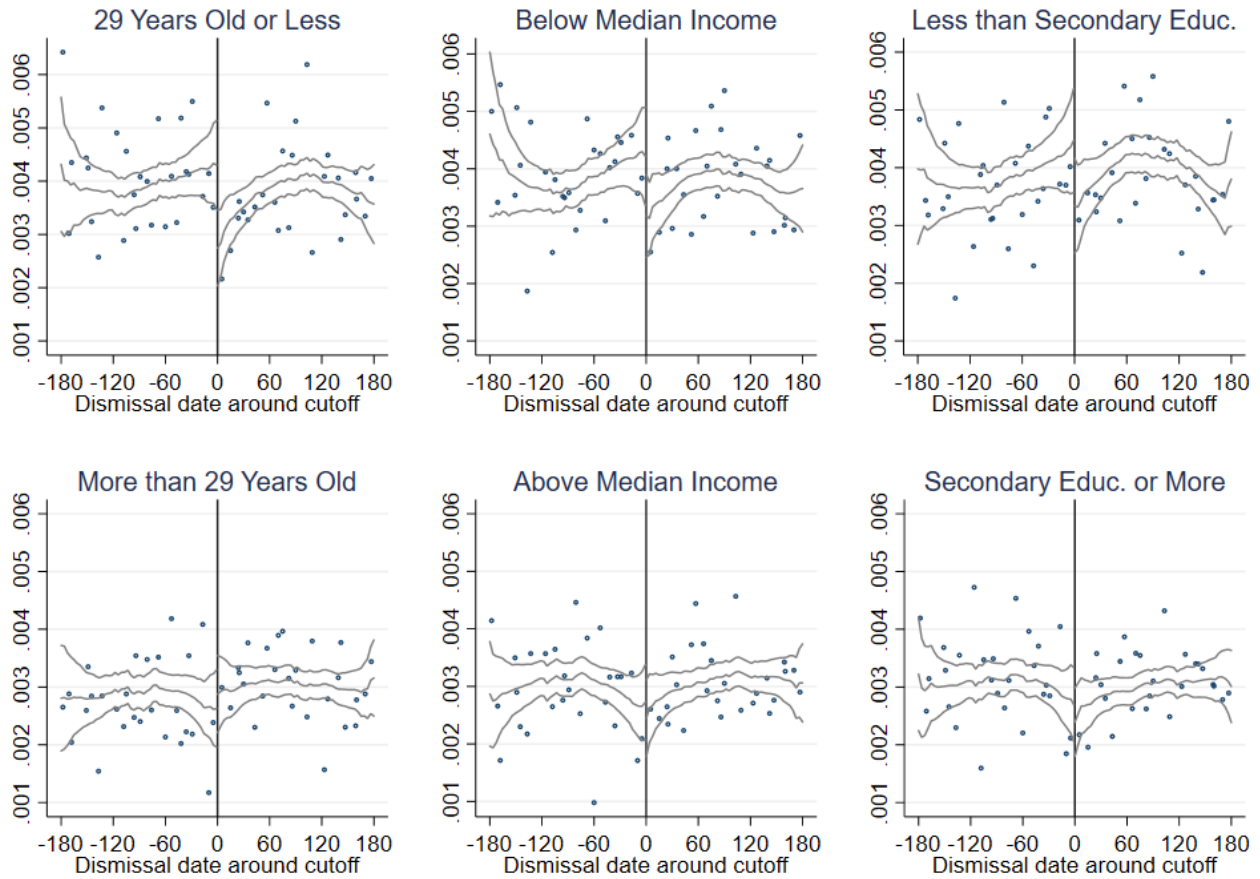 29 Years Old or Less
.006
.005
.004
.003
.002
.001
-180 -120 -60 0 60 120 180
Dismissal date around cutoff
Below Median Income
.006
.005
.004
.003
.002
.001
-180 -120 -60 0 60 120 180
Dismissal date around cutoff
Less than Secondary Educ.
.006
.005
.004
.003
.002
.001
-180 -120 -60 0 60 120 180
Dismissal date around cutoff
More than 29 Years Old
.006
.005
.004
.003
.002
.001
-180 -120 -60 0 60 120 180
Dismissal date around cutoff
Above Median Income
.006
.005
.004
.003
.002
.001
-180 -120 -60 0 60 120 180
Dismissal date around cutoff
Secondary Educ. or More
.006
.005
.004
.003
.002
.001
-180 -120 -60 0 60 120 180
Dismissal date around cutoff